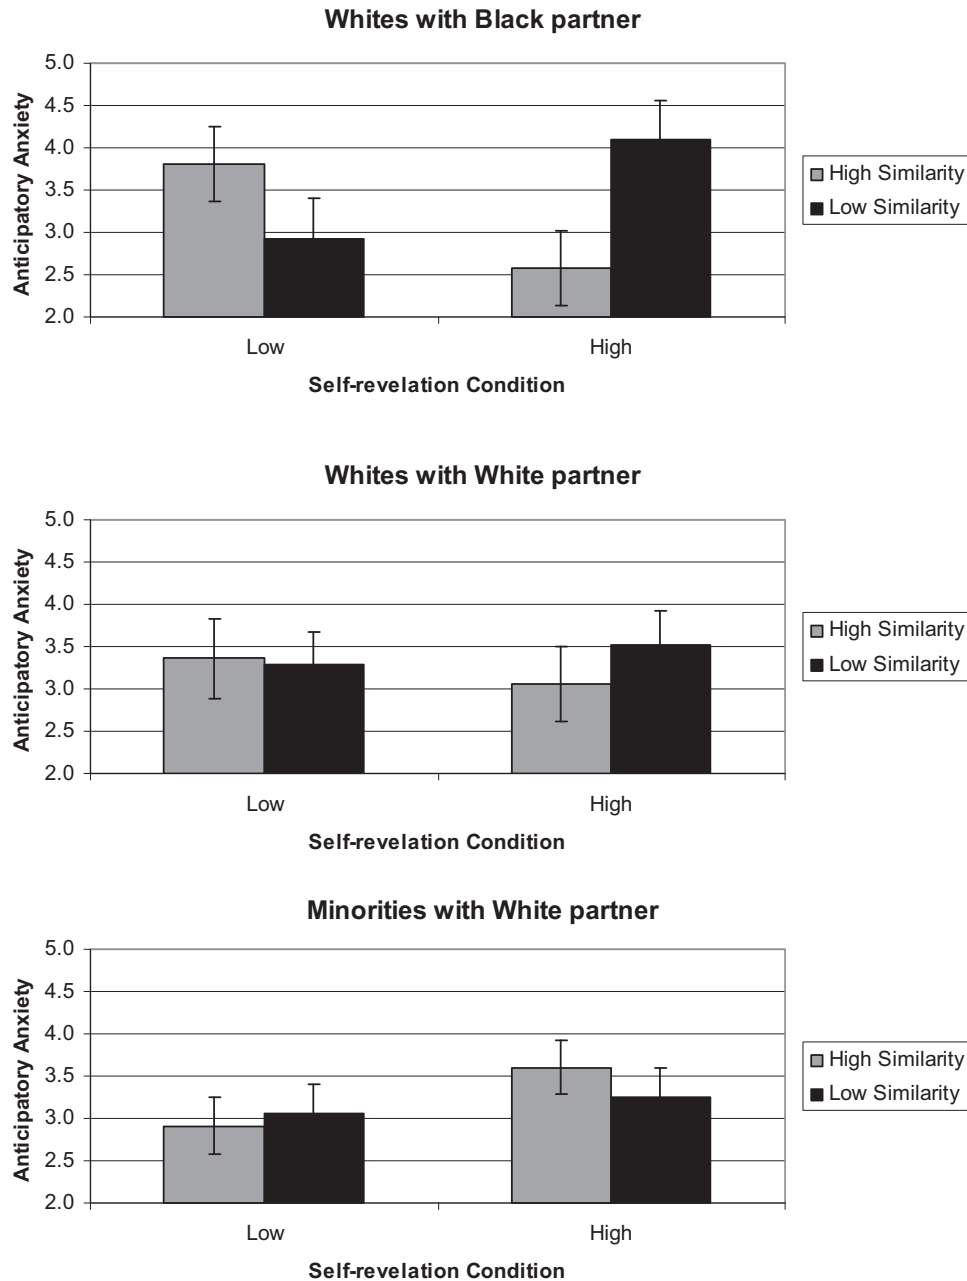 Whites with Black partner
5.0
4.5
4.0
3.5
3.0
2.5
2.0
Anticipatory Anxiety
Low
High
Self-revelation Condition
High Similarity
Low Similarity
Whites with White partner
5.0
4.5
4.0
3.5
3.0
2.5
2.0
Anticipatory Anxiety
Low
High
Self-revelation Condition
High Similarity
Low Similarity
Minorities with White partner
5.0
4.5
4.0
3.5
3.0
2.5
2.0
Anticipatory Anxiety
Low
High
Self-revelation Condition
High Similarity
Low Similarity